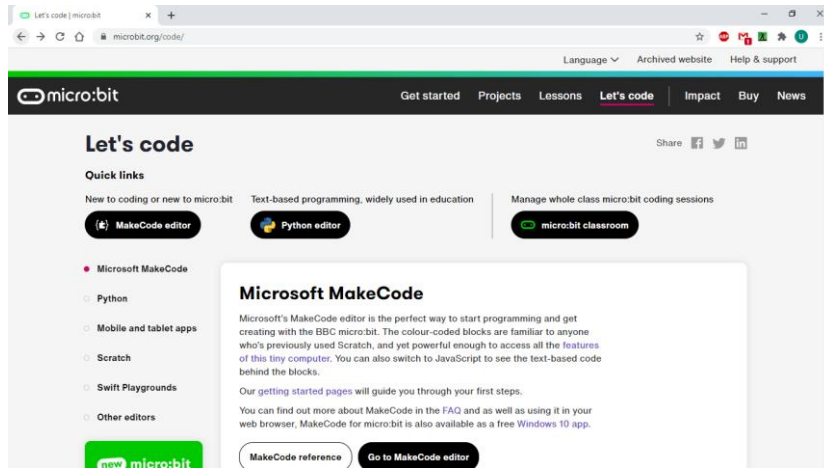 Let's code | micro:bit
microbit.org/code/
Language Archived website Help & support
micro:bit Get started Projects Lessons Let's code Impact Buy News
Let's code
Share
Quick links
New to coding or new to micro:bit Text-based programming, widely used in education Manage whole class micro:bit coding sessions
MakeCode editor Python editor micro:bit classroom
Microsoft MakeCode
Python
Mobile and tablet apps
Scratch
Swift Playgrounds
Other editors
new micro:bit
Microsoft MakeCode
Microsoft's MakeCode editor is the perfect way to start programming and get
creating with the BBC micro:bit. The colour-coded blocks are familiar to anyone
who's previously used Scratch, and yet powerful enough to access all the features
of this tiny computer. You can also switch to JavaScript to see the text-based code
behind the blocks.
Our getting started pages will guide you through your first steps.
You can find out more about MakeCode in the FAQ and as well as using it in your
web browser, MakeCode for micro:bit is also available as a free Windows 10 app.
MakeCode reference Go to MakeCode editor